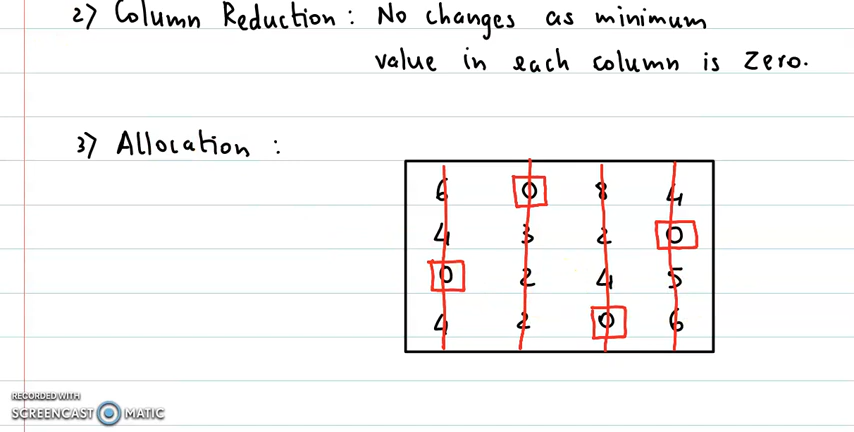 2) Column Reduction : No changes as minimum
value in each column is Zero.
3) Allocation :
6 0 8 4
4 3 2 0
0 2 4 5
4 2 0 6
RECORDED WITH
SCREENCAST MATIC